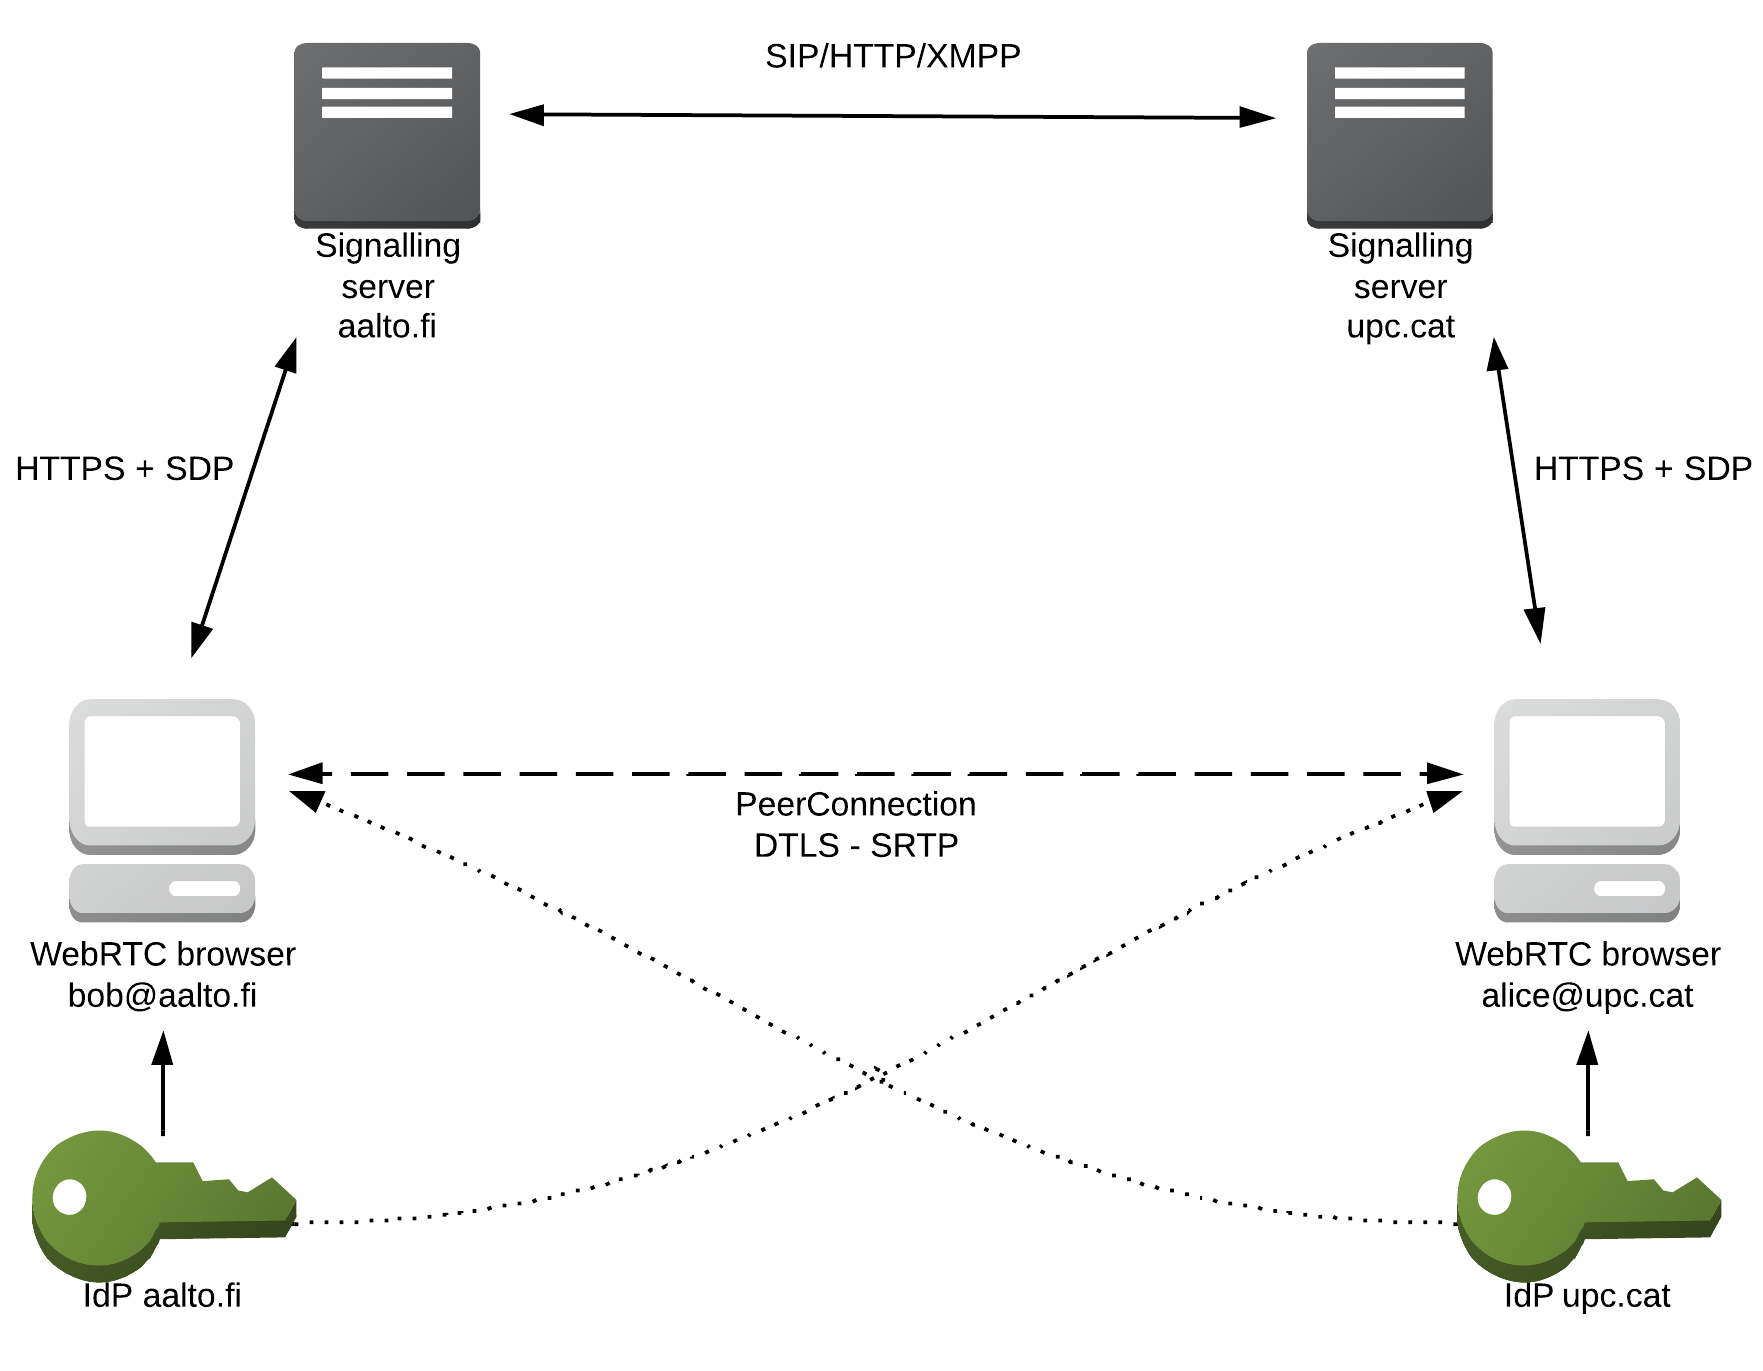 SIP/HTTP/XMPP
Signalling
server
aalto.fi
Signalling
server
upc.cat
HTTPS + SDP
HTTPS + SDP
PeerConnection
DTLS - SRTP
WebRTC browser
bob@aalto.fi
WebRTC browser
alice@upc.cat
IdP aalto.fi
IdP upc.cat